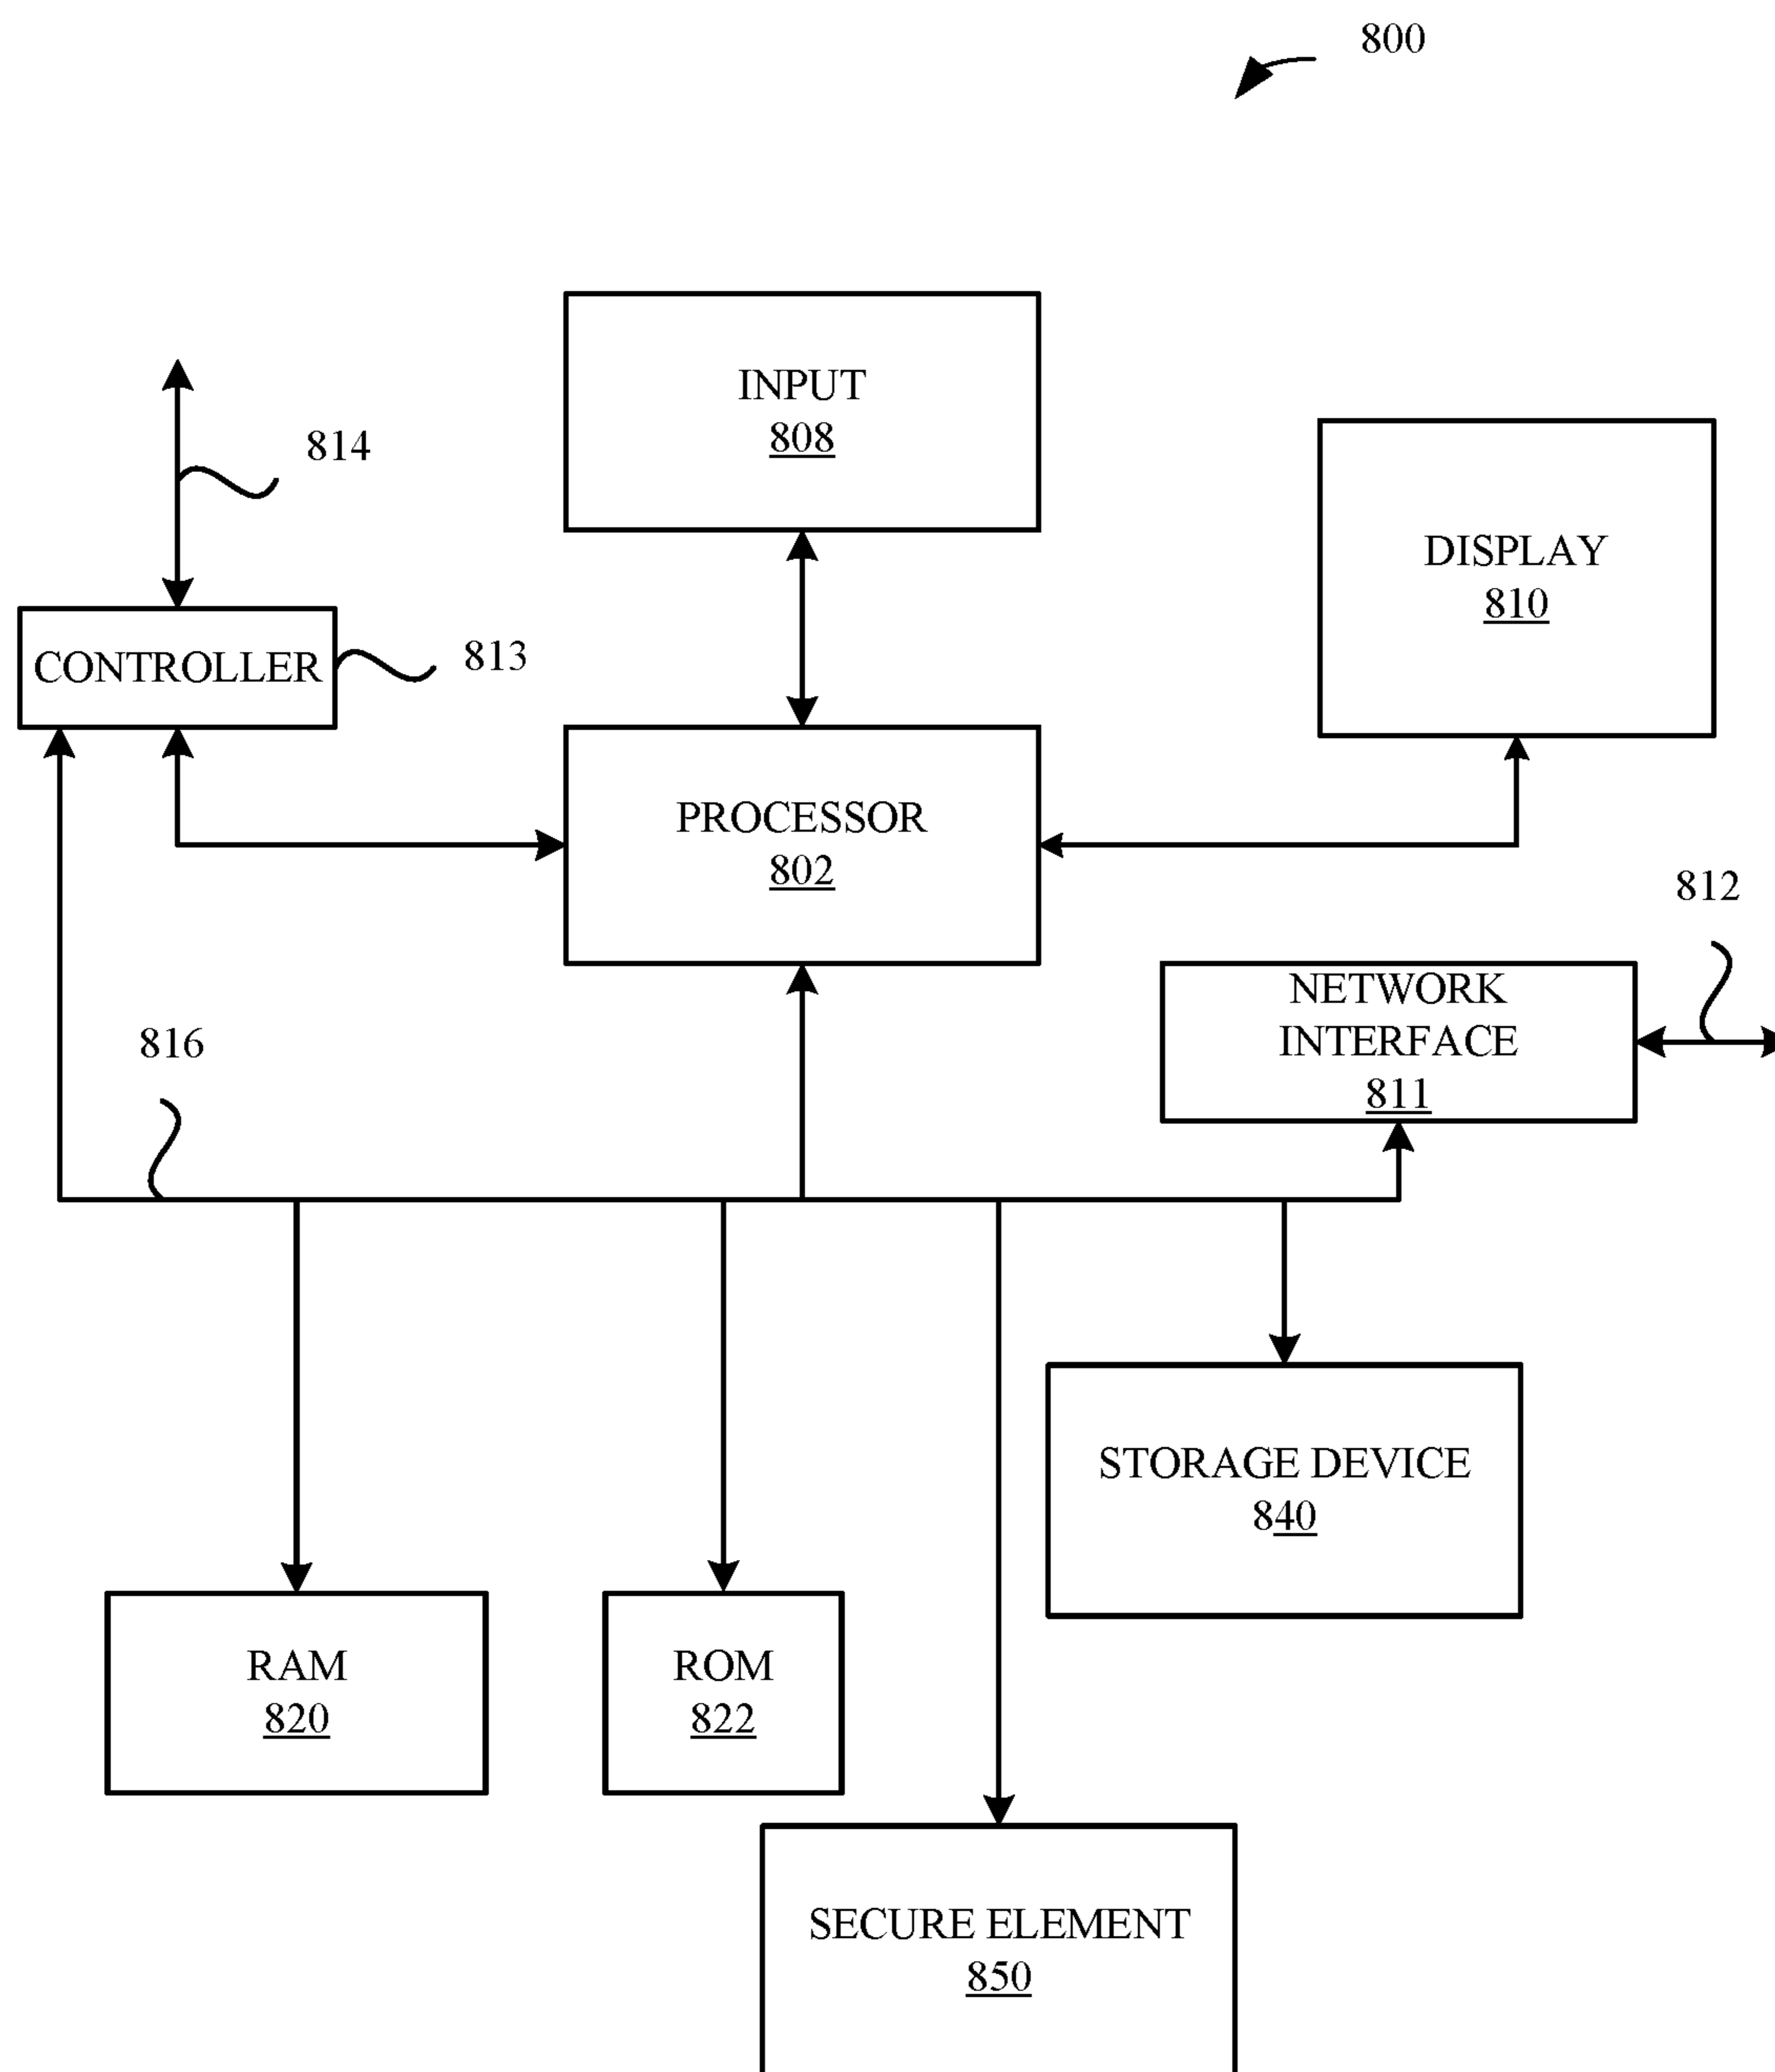 800
INPUT
808
814
DISPLAY
810
CONTROLLER
813
PROCESSOR
802
812
NETWORK
INTERFACE
811
816
STORAGE DEVICE
840
RAM
820
ROM
822
SECURE ELEMENT
850